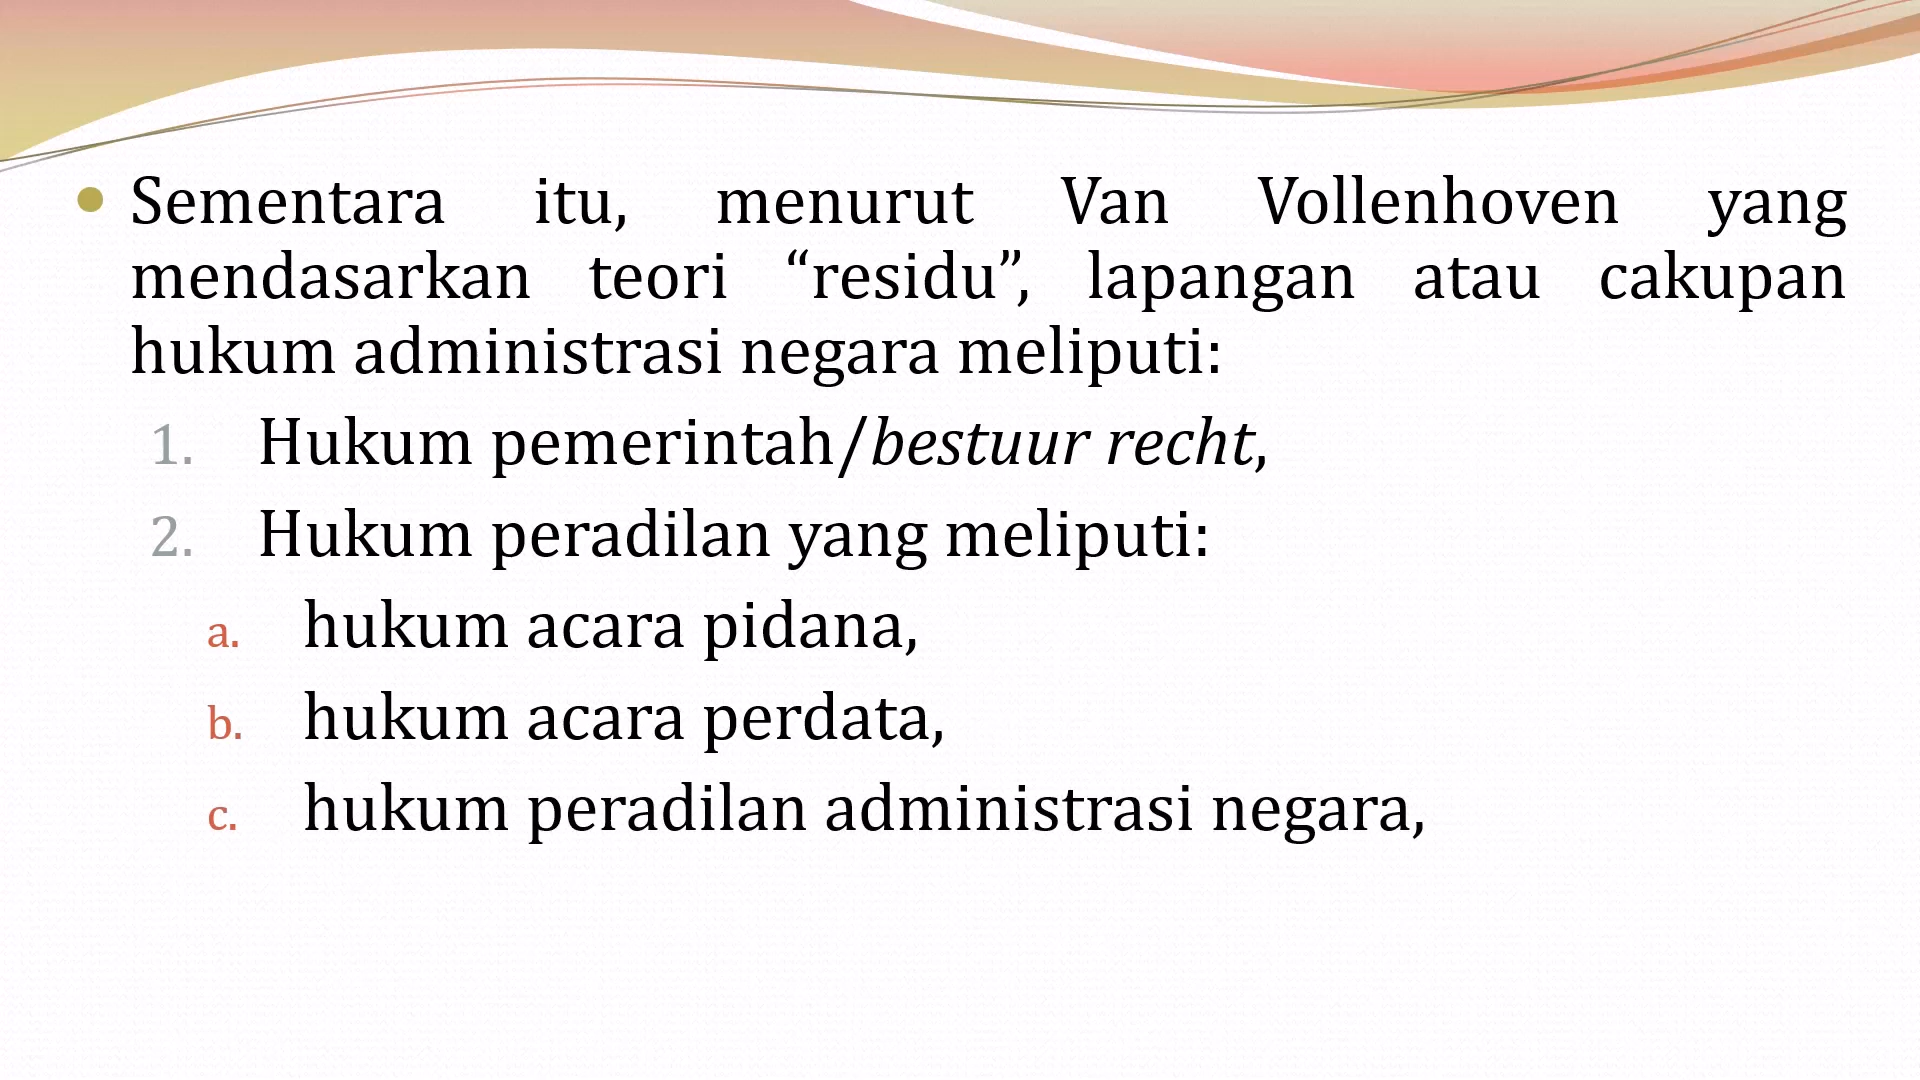 • Sementara itu, menurut Van Vollenhoven yang
mendasarkan teori “residu”, lapangan atau cakupan
hukum administrasi negara meliputi:
1. Hukum pemerintah/bestuur recht,
2. Hukum peradilan yang meliputi:
a. hukum acara pidana,
b. hukum acara perdata,
c. hukum peradilan administrasi negara,